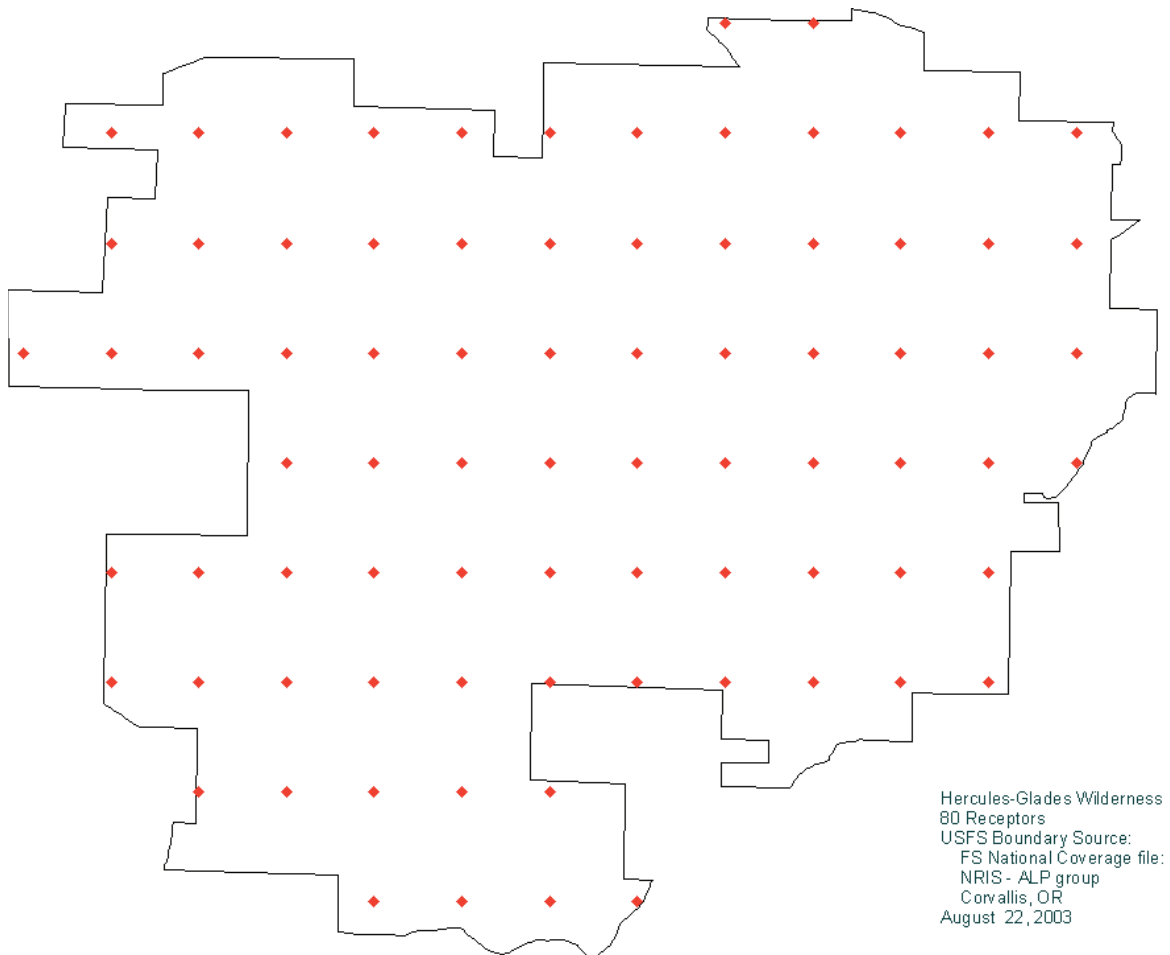 Hercules-Glades Wilderness
80 Receptors
USFS Boundary Source:
FS National Coverage file:
NRIS - ALP group
Corvallis, OR
August 22, 2003